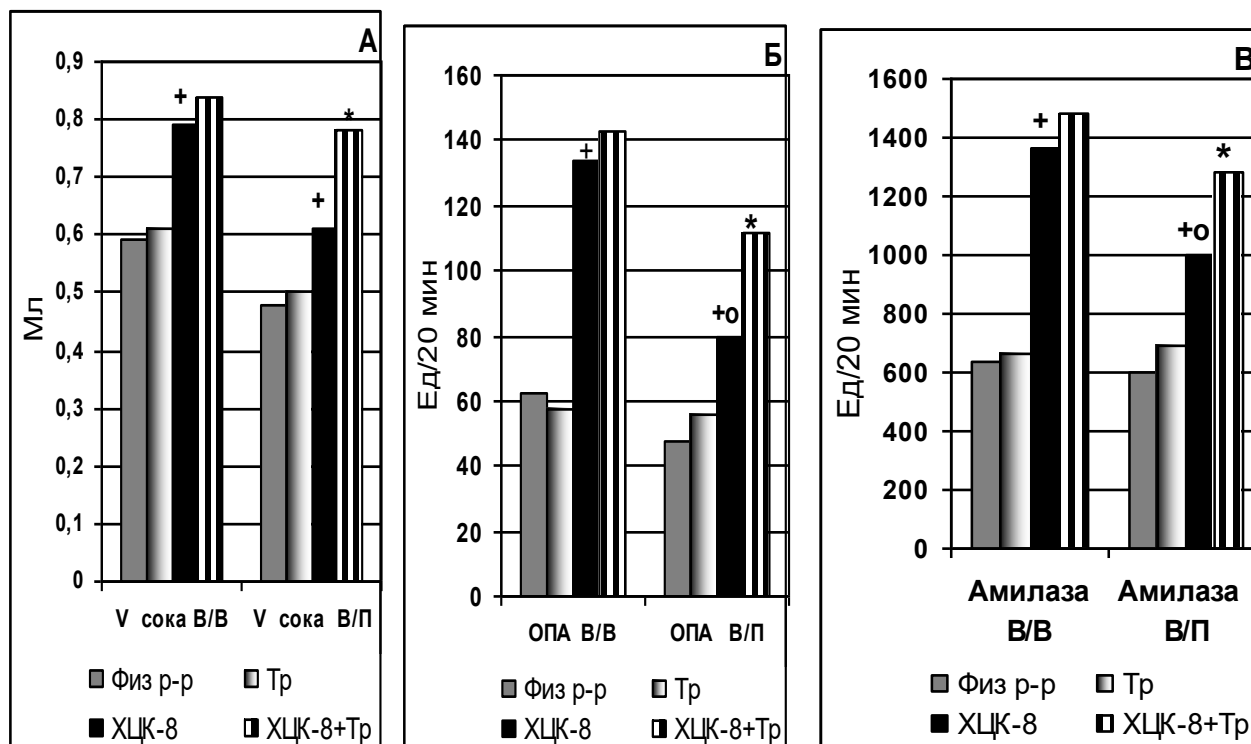 А
0,9
0,8
0,7
0,6
0,5
0,4
0,3
0,2
0,1
0
Мл
+
+
*
V сока В/В V сока В/П
Физ р-р Тр
ХЦК-8 ХЦК-8+Тр
Б
160
140
120
100
80
60
40
20
0
Ед/20 мин
+
+о
*
ОПА В/В ОПА В/П
Физ р-р Тр
ХЦК-8 ХЦК-8+Тр
В
1600
1400
1200
1000
800
600
400
200
0
Ед/20 мин
+
+о
*
Амилаза Амилаза
В/В В/П
Физ р-р Тр
ХЦК-8 ХЦК-8+Тр